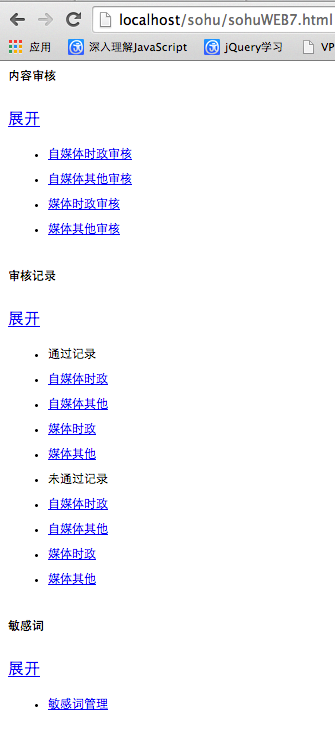 localhost/sohu/sohuWEB7.html
应用 深入理解JavaScript jQuery学习 VP
内容审核
展开
自媒体时政审核
自媒体其他审核
媒体时政审核
媒体其他审核
审核记录
展开
通过记录
自媒体时政
自媒体其他
媒体时政
媒体其他
未通过记录
自媒体时政
自媒体其他
媒体时政
媒体其他
敏感词
展开
敏感词管理